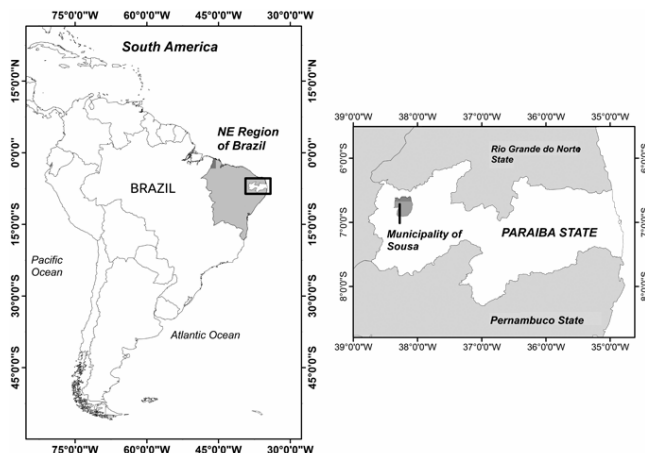 South America
NE Region
of Brazil
BRAZIL
Pacific
Ocean
Atlantic Ocean
15°0'0"N
0°0'0"
15°0'0"S
30°0'0"S
45°0'0"S
15°0'0"N
0°0'0"
15°0'0"S
30°0'0"S
45°0'0"S
75°0'0"W 60°0'0"W 45°0'0"W 30°0'0"W
75°0'0"W 60°0'0"W 45°0'0"W 30°0'0"W
39°0'0"W 38°0'0"W 37°0'0"W 36°0'0"W 35°0'0"W
Rio Grande do Norte
State
Municipality of
Sousa
PARAIBA STATE
Pernambuco State
6°0'0"S
7°0'0"S
8°0'0"S
6°0'0"S
7°0'0"S
8°0'0"S
39°0'0"W 38°0'0"W 37°0'0"W 36°0'0"W 35°0'0"W